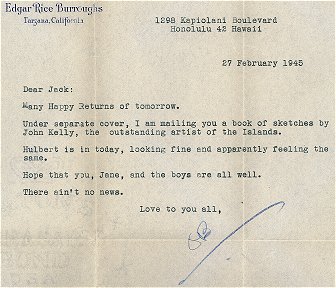 Edgar Rice Burroughs
Tarzana, California
1298 Kapiolani Boulevard
Honolulu 42 Hawaii
27 February 1945
Dear Jack:
Many Happy Returns of tomorrow.
Under separate cover, I am mailing you a book of sketches by
John Kelly, the outstanding artist of the Islands.
Hulbert is in today, looking fine and apparently feeling the
same.
Hope that you, Jane, and the boys are all well.
There ain't no news.
Love to you all,